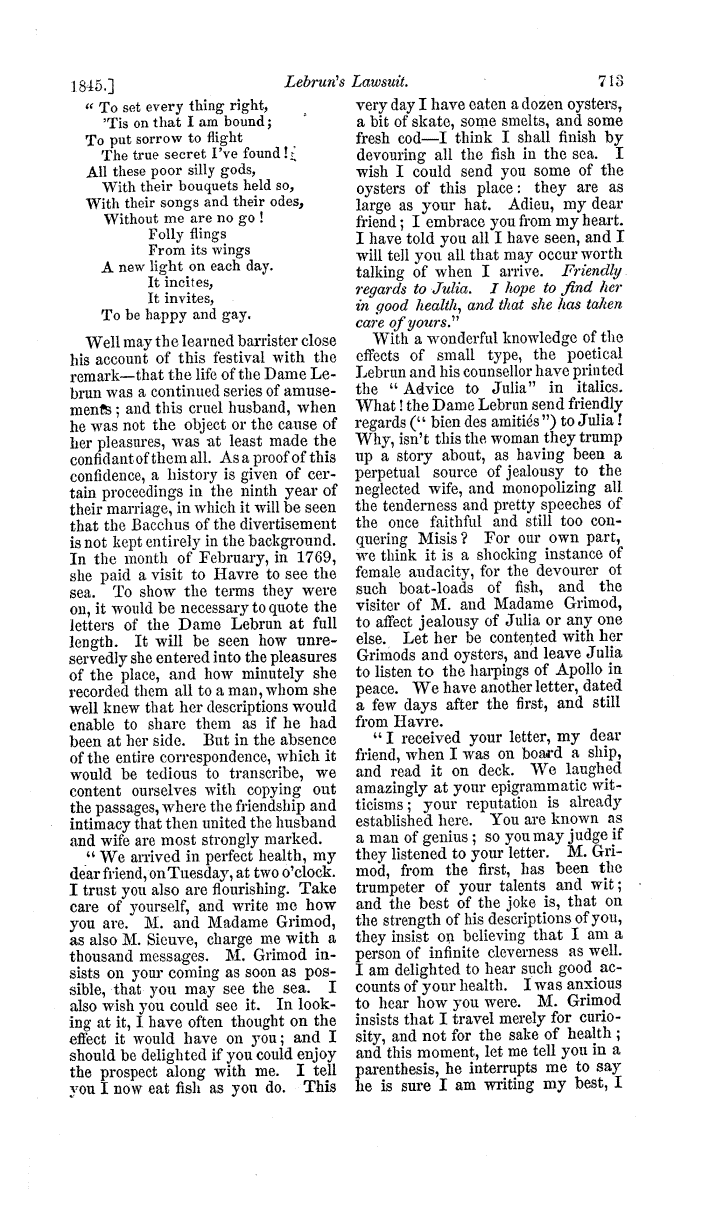 1845.] Lebrun's Lawsuit. 713
“ To set every thing right,
’Tis on that I am bound;
To put sorrow to flight
The true secret I’ve found!
All these poor silly gods,
With their bouquets held so,
With their songs and their odes,
Without me are no go!
Folly flings
From its wings
A new light on each day.
It incites,
It invites,
To be happy and gay.
Well may the learned barrister close
his account of this festival with the
remark—that the life of the Dame Le-
brun was a continued series of amuse-
ments; and this cruel husband, when
he was not the object or the cause of
her pleasures, was at least made the
confidant of them all. As a proof of this
confidence, a history is given of cer-
tain proceedings in the ninth year of
their marriage, in which it will be seen
that the Bacchus of the divertisement
is not kept entirely in the background.
In the month of February, in 1769,
she paid a visit to Havre to see the
sea. To show the terms they were
on, it would be necessary to quote the
letters of the Dame Lebrun at full
length. It will be seen how unre-
servedly she entered into the pleasures
of the place, and how minutely she
recorded them all to a man, whom she
well knew that her descriptions would
enable to share them as if he had
been at her side. But in the absence
of the entire correspondence, which it
would be tedious to transcribe, we
content ourselves with copying out
the passages, where the friendship and
intimacy that then united the husband
and wife are most strongly marked.
“ We arrived in perfect health, my
dear friend, on Tuesday, at two o’clock.
I trust you also are flourishing. Take
care of yourself, and write me how
you are. M. and Madame Grimod,
as also M. Sieuve, charge me with a
thousand messages. M. Grimod in-
sists on your coming as soon as pos-
sible, that you may see the sea. I
also wish you could see it. In look-
ing at it, I have often thought on the
effect it would have on you; and I
should be delighted if you could enjoy
the prospect along with me. I tell
you I now eat fish as you do. This
very day I have eaten a dozen oysters,
a bit of skate, some smelts, and some
fresh cod—I think I shall finish by
devouring all the fish in the sea. I
wish I could send you some of the
oysters of this place: they are as
large as your hat. Adieu, my dear
friend; I embrace you from my heart.
I have told you all I have seen, and I
will tell you all that may occur worth
talking of when I arrive. Friendly
regards to Julia. I hope to find her
in good health, and that she has taken
care of yours.”
With a wonderful knowledge of the
effects of small type, the poetical
Lebrun and his counsellor have printed
the “ Advice to Julia” in italics.
What! the Dame Lebrun send friendly
regards (“ bien des amitiés”) to Julia!
Why, isn’t this the woman they trump
up a story about, as having been a
perpetual source of jealousy to the
neglected wife, and monopolizing all
the tenderness and pretty speeches of
the once faithful and still too con-
quering Misis? For our own part,
we think it is a shocking instance of
female audacity, for the devourer of
such boat-loads of fish, and the
visiter of M. and Madame Grimod,
to affect jealousy of Julia or any one
else. Let her be contented with her
Grimods and oysters, and leave Julia
to listen to the harpings of Apollo in
peace. We have another letter, dated
a few days after the first, and still
from Havre.
“ I received your letter, my dear
friend, when I was on board a ship,
and read it on deck. We laughed
amazingly at your epigrammatic wit-
ticisms; your reputation is already
established here. You are known as
a man of genius; so you may judge if
they listened to your letter. M. Gri-
mod, from the first, has been the
trumpeter of your talents and wit;
and the best of the joke is, that on
the strength of his descriptions of you,
they insist on believing that I am a
person of infinite cleverness as well.
I am delighted to hear such good ac-
counts of your health. I was anxious
to hear how you were. M. Grimod
insists that I travel merely for curio-
sity, and not for the sake of health;
and this moment, let me tell you in a
parenthesis, he interrupts me to say
he is sure I am writing my best, I